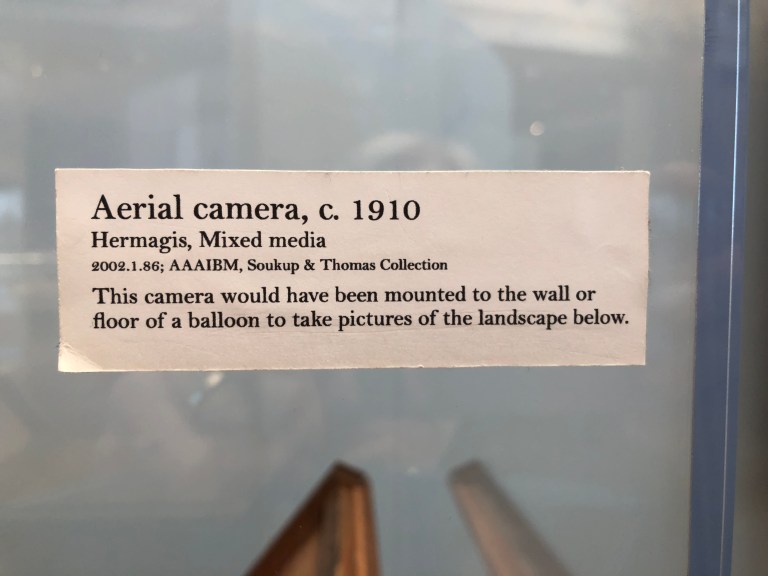 Aerial camera, c. 1910
Hermagis, Mixed media
2002.1.86; AAAIBM, Soukup & Thomas Collection
This camera would have been mounted to the wall or
floor of a balloon to take pictures of the landscape below.